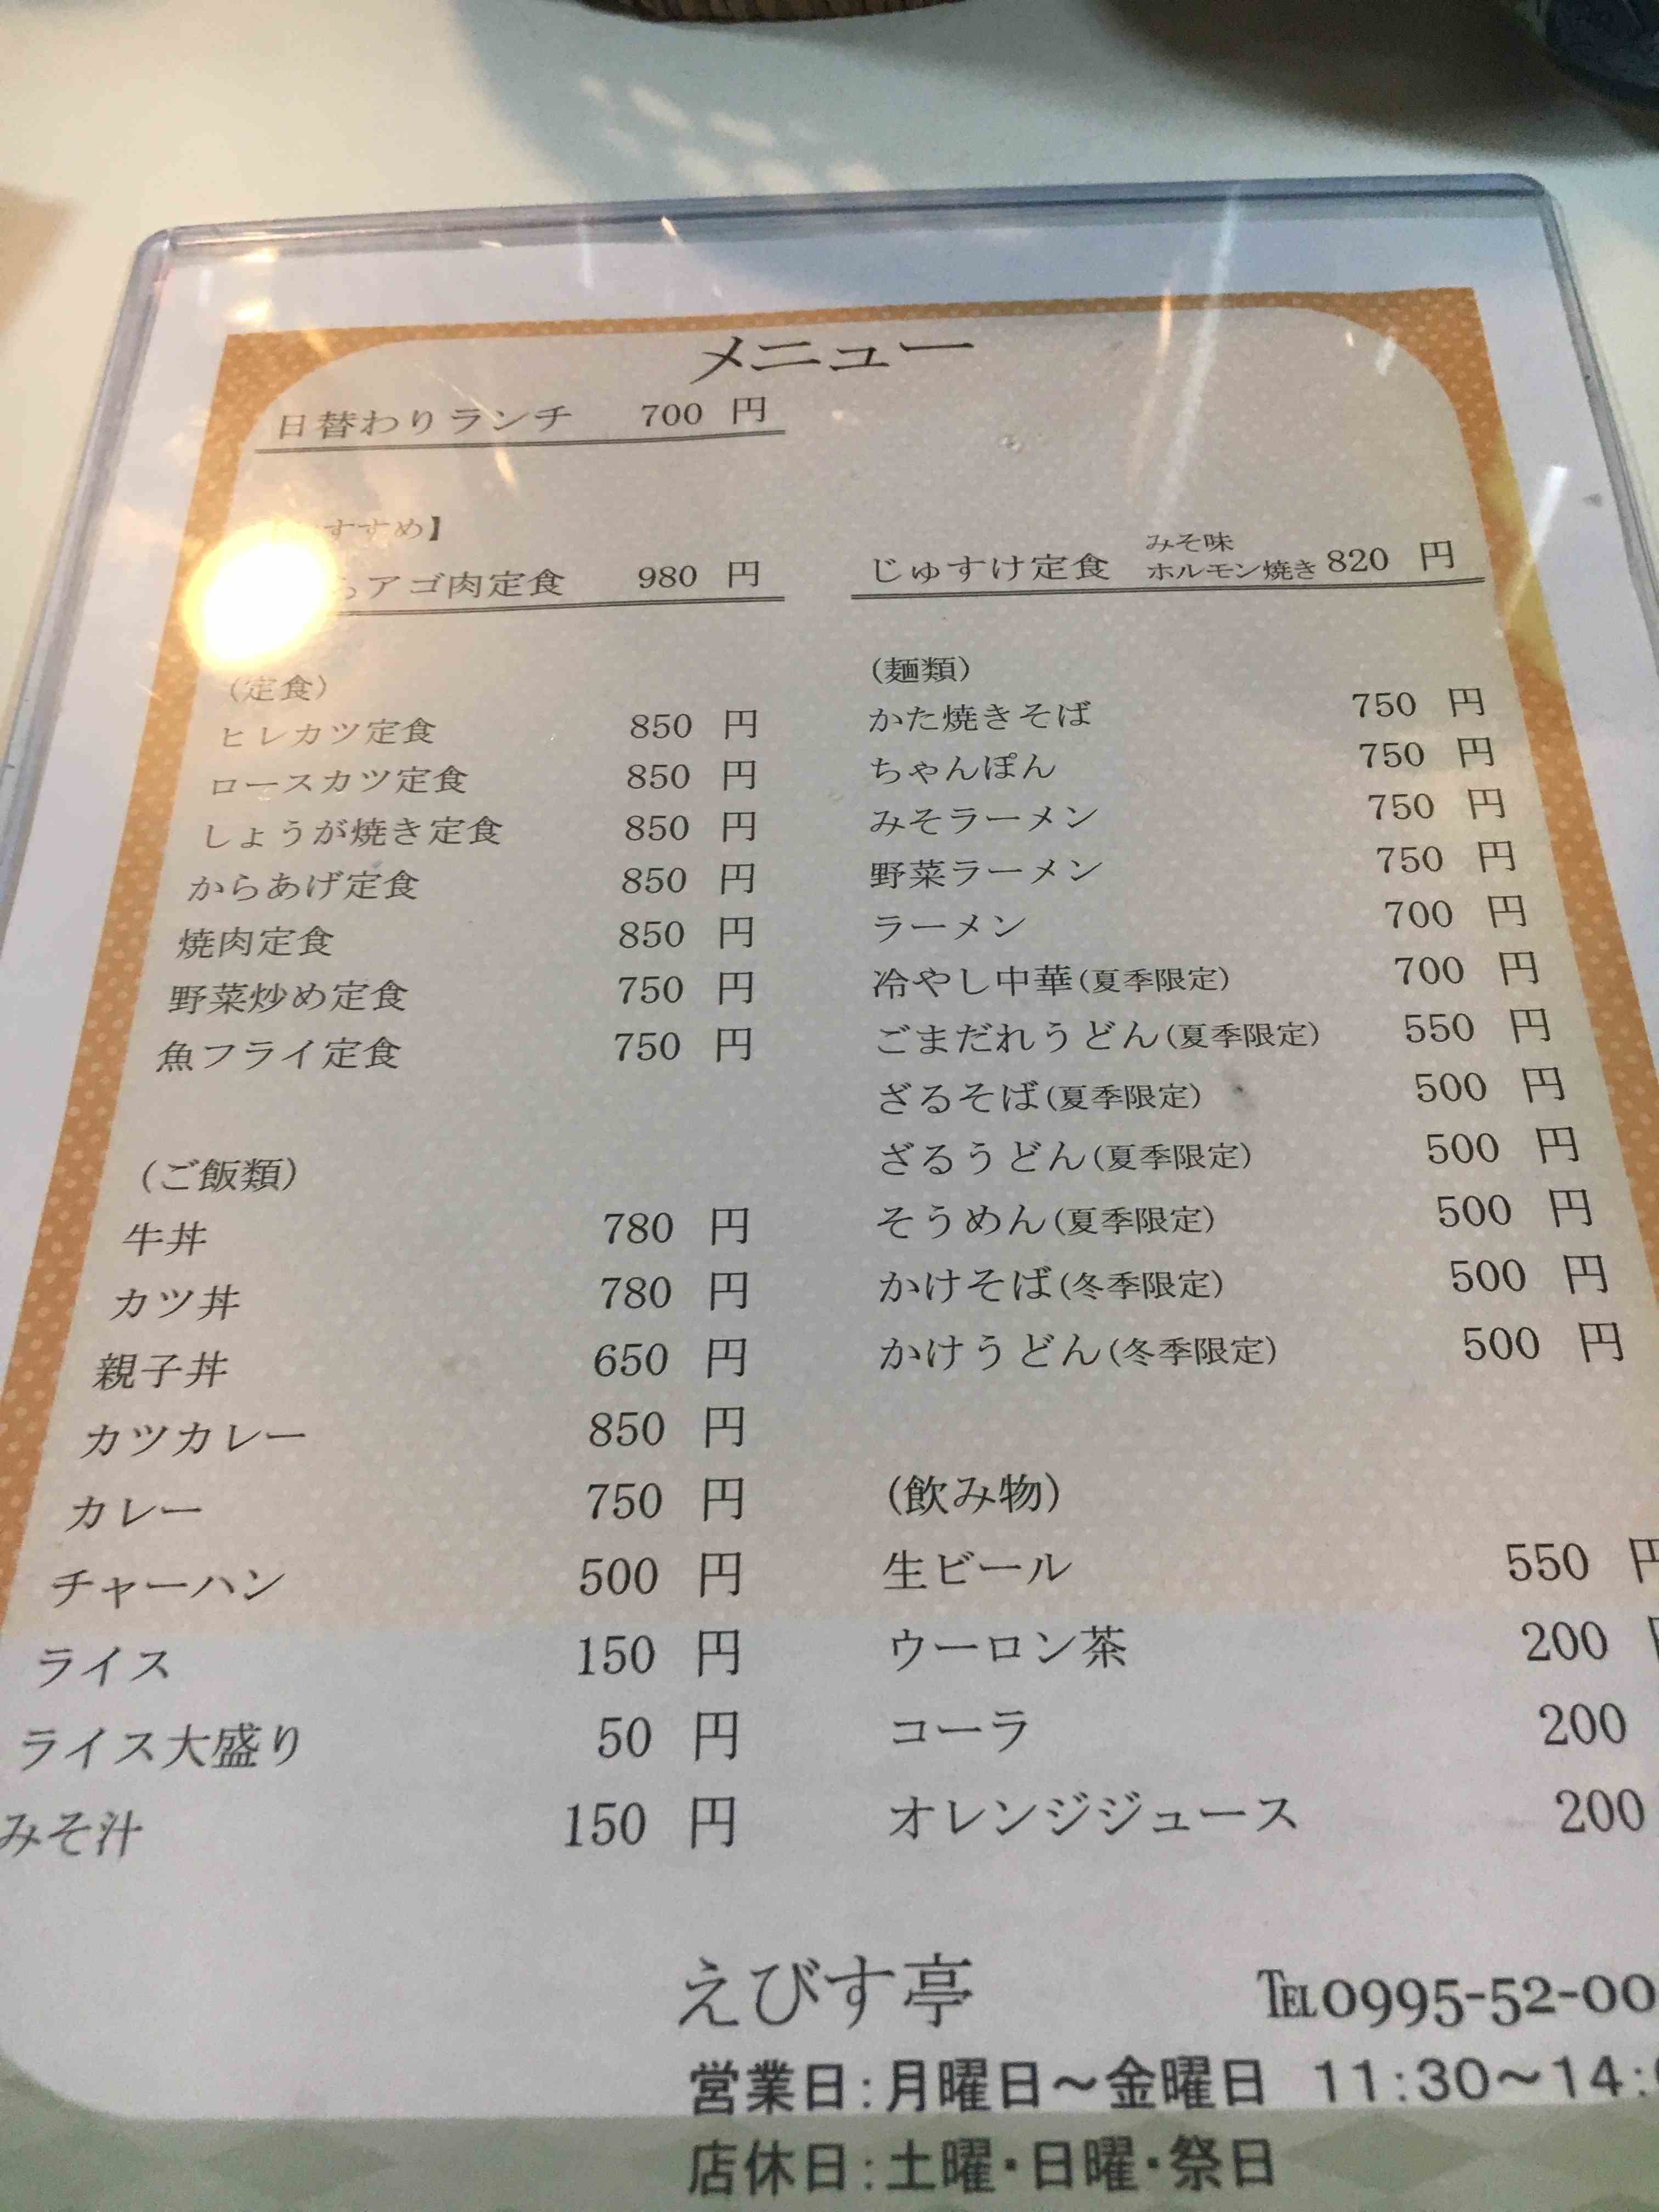 メニュー
日替わりランチ 700 円
すすめ】
アゴ肉定食 980 円
じゅすけ定食 みそ味 ホルモン焼き 820 円
(定食)
ヒレカツ定食 850 円
ロースカツ定食 850 円
しょうが焼き定食 850 円
からあげ定食 850 円
焼肉定食 850 円
野菜炒め定食 750 円
魚フライ定食 750 円
(ご飯類)
牛丼 780 円
カツ丼 780 円
親子丼 650 円
カツカレー 850 円
カレー 750 円
チャーハン 500 円
ライス 150 円
ライス大盛り 50 円
みそ汁 150 円
(麺類)
かた焼きそば 750 円
ちゃんぽん 750 円
みそラーメン 750 円
野菜ラーメン 750 円
ラーメン 700 円
冷やし中華(夏季限定) 700 円
ごまだれうどん(夏季限定) 550 円
ざるそば(夏季限定) 500 円
ざるうどん(夏季限定) 500 円
そうめん(夏季限定) 500 円
かけそば(冬季限定) 500 円
かけうどん(冬季限定) 500 円
(飲み物)
生ビール 550 円
ウーロン茶 200
コーラ 200
オレンジジュース 200
えびす亭 TEL0995-52-00
営業日:月曜日～金曜日 11:30～14:
店休日:土曜・日曜・祭日